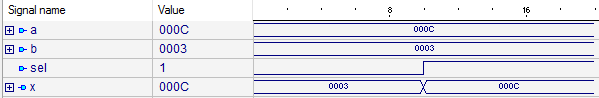 Signal name Value 8 16
a 000C 000C
b 0003 0003
sel 1
x 000C 0003 000C